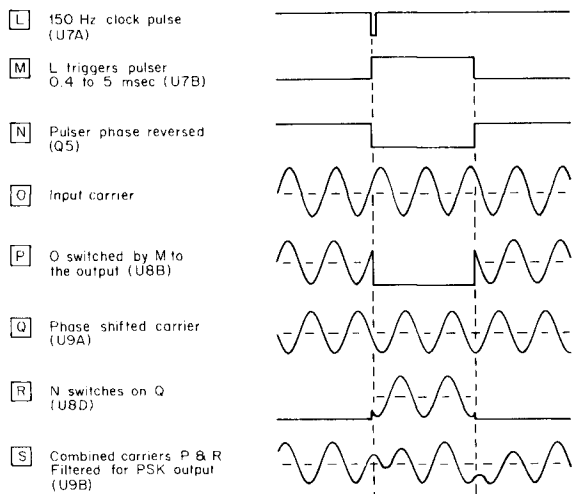 L 150 Hz clock pulse
(U7A)
M L triggers pulser
0.4 to 5 msec (U7B)
N Pulser phase reversed
(Q5)
O Input carrier
P O switched by M to
the output (U8B)
Q Phase shifted carrier
(U9A)
R N switches on Q
(U8D)
S Combined carriers P & R
Filtered for PSK output
(U9B)